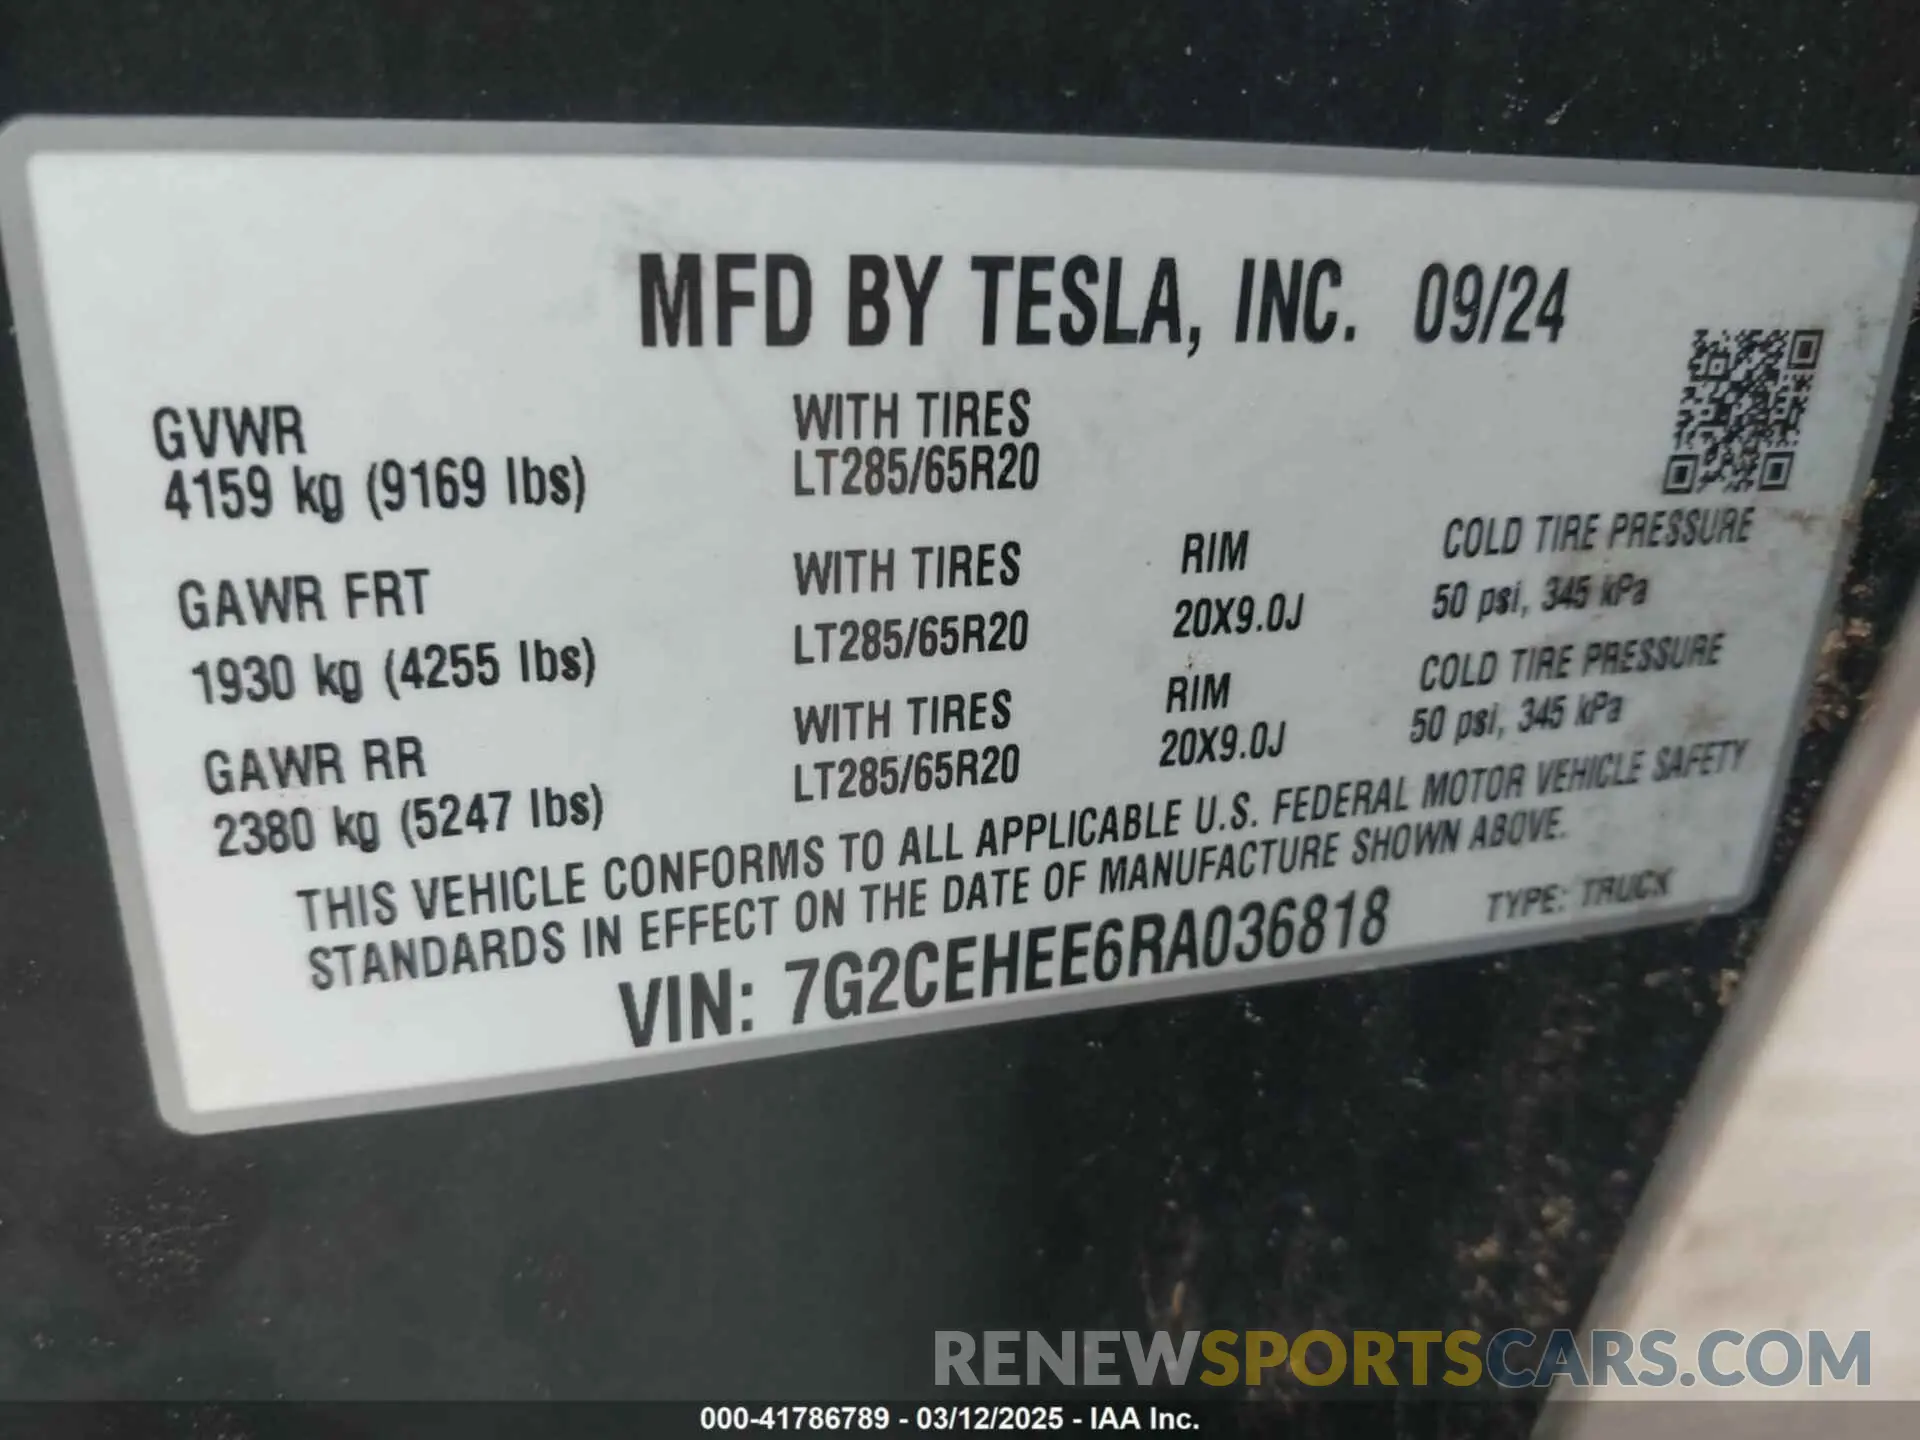 MFD BY TESLA, INC. 09/24
GVWR WITH TIRES
4159 kg (9169 lbs) LT285/65R20
GAWR FRT WITH TIRES RIM COLD TIRE PRESSURE
1930 kg (4255 lbs) LT285/65R20 20X9.0J 50 psi, 345 kPa
GAWR RR WITH TIRES RIM COLD TIRE PRESSURE
2380 kg (5247 lbs) LT285/65R20 20X9.0J 50 psi, 345 kPa
THIS VEHICLE CONFORMS TO ALL APPLICABLE U.S. FEDERAL MOTOR VEHICLE SAFETY
STANDARDS IN EFFECT ON THE DATE OF MANUFACTURE SHOWN ABOVE.
VIN: 7G2CEHEE6RA036818 TYPE: TRUCK
RENEWSPORTSCARS.COM
000-41786789 - 03/12/2025 - IAA Inc.